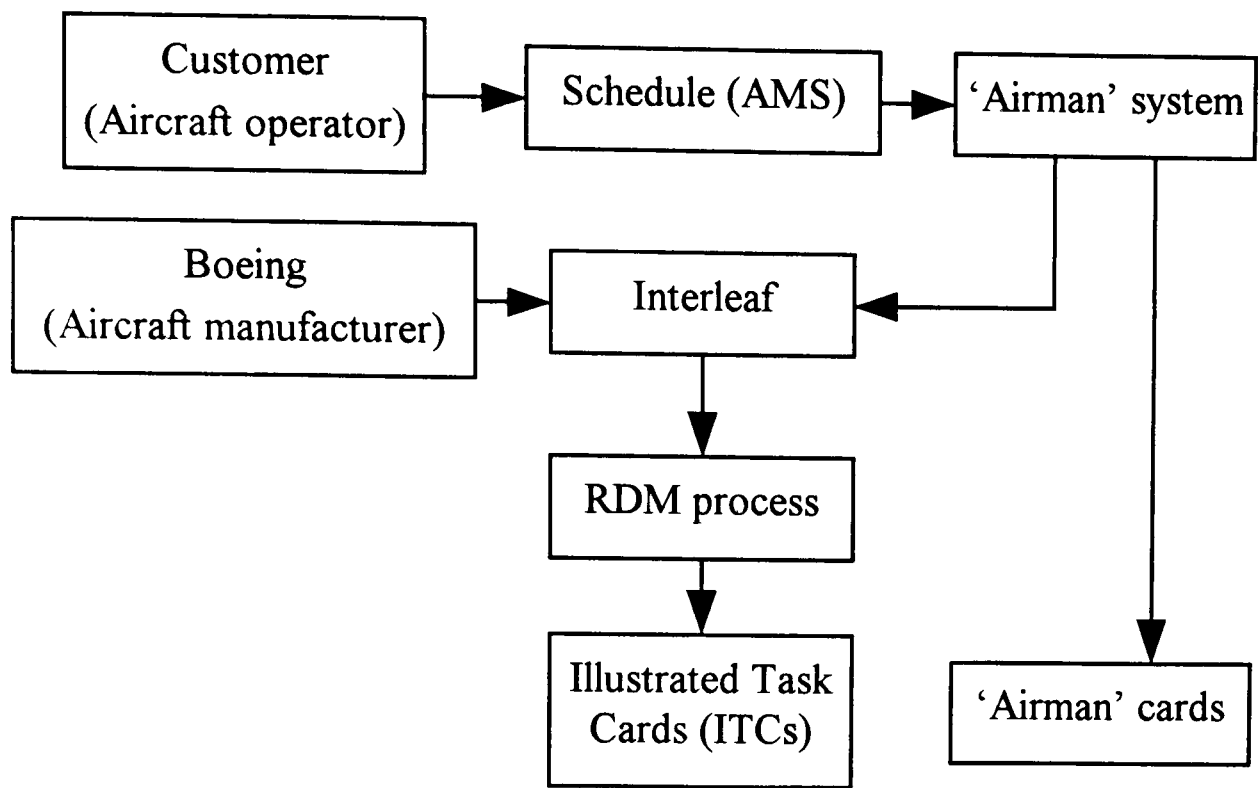 Customer
(Aircraft operator)
Schedule (AMS)
‘Airman’ system
Boeing
(Aircraft manufacturer)
Interleaf
RDM process
Illustrated Task
Cards (ITCs)
‘Airman’ cards